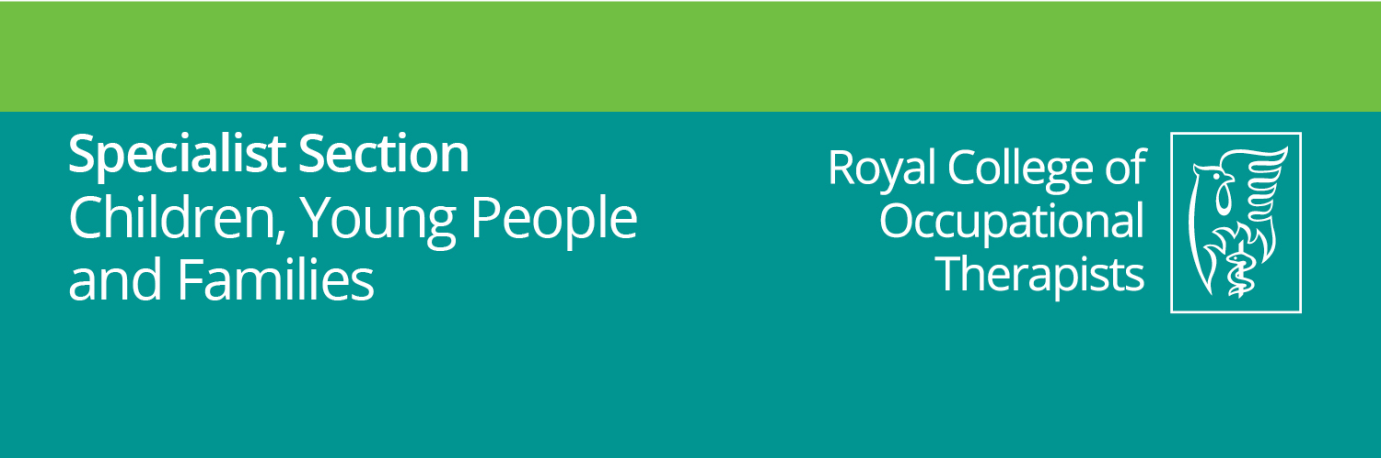 Specialist Section
Children, Young People
and Families
Royal College of
Occupational
Therapists